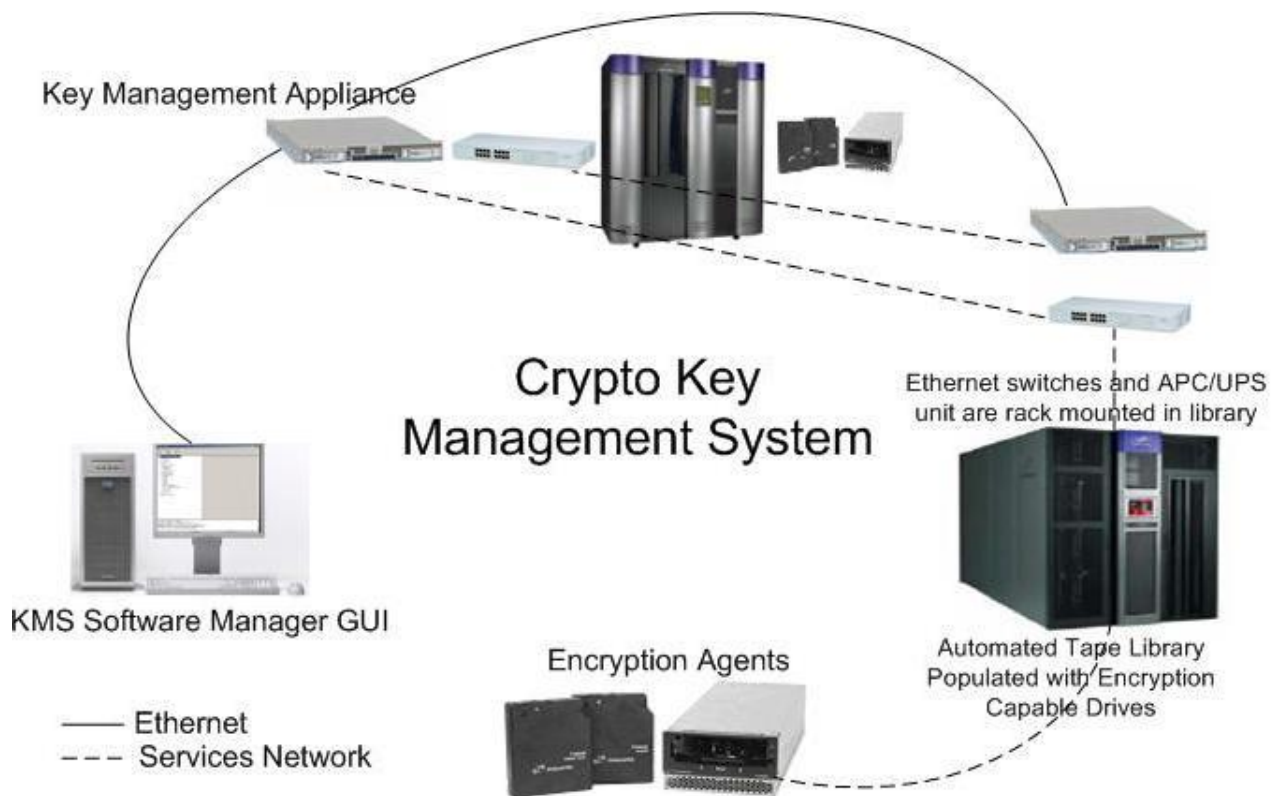 Key Management Appliance
Crypto Key
Management System
Ethernet switches and APC/UPS
unit are rack mounted in library
KMS Software Manager GUI
Automated Tape Library
Populated with Encryption
Capable Drives
Encryption Agents
Ethernet
Services Network